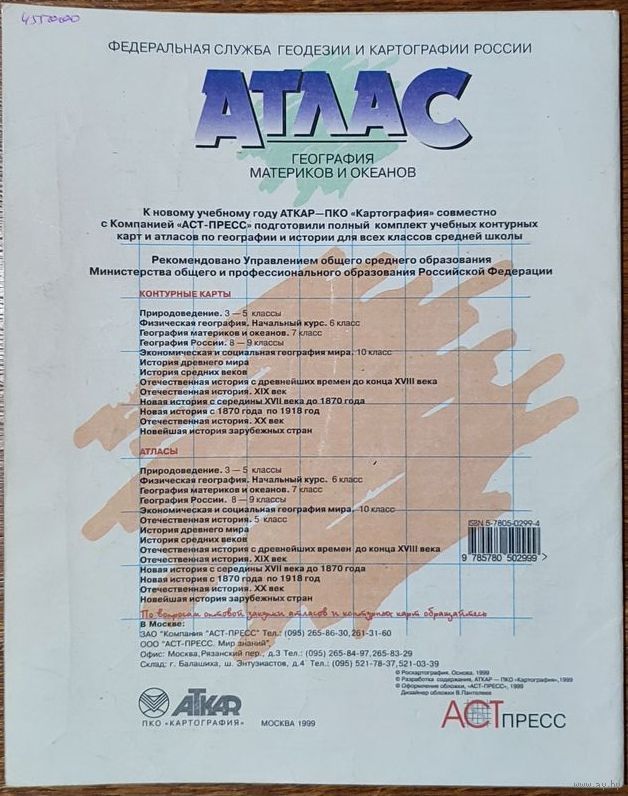 ФЕДЕРАЛЬНАЯ СЛУЖБА ГЕОДЕЗИИ И КАРТОГРАФИИ РОССИИ
АТЛАС
ГЕОГРАФИЯ
МАТЕРИКОВ И ОКЕАНОВ
К новому учебному году АТКАР—ПКО «Картография» совместно
с Компанией «АСТ-ПРЕСС» подготовили полный комплект учебных контурных
карт и атласов по географии и истории для всех классов средней школы
Рекомендовано Управлением общего среднего образования
Министерства общего и профессионального образования Российской Федерации
КОНТУРНЫЕ КАРТЫ
Природоведение. 3 — 5 классы
Физическая география. Начальный курс. 6 класс
География материков и океанов. 7 класс
География России. 8 — 9 классы
Экономическая и социальная география мира. 10 класс
История древнего мира
История средних веков
Отечественная история с древнейших времен до конца XVIII века
Отечественная история. XIX век
Новая история с середины XVII века до 1870 года
Новая история с 1870 года по 1918 год
Отечественная история. XX век
Новейшая история зарубежных стран
АТЛАСЫ
Природоведение. 3 — 5 классы
Физическая география. Начальный курс. 6 класс
География материков и океанов. 7 класс
География России. 8 — 9 классы
Экономическая и социальная география мира. 10 класс
Отечественная история. 5 класс
История древнего мира
История средних веков
Отечественная история с древнейших времен до конца XVIII века
Отечественная история. XIX век
Новая история с середины XVII века до 1870 года
Новая история с 1870 года по 1918 год
Отечественная история. XX век
Новейшая история зарубежных стран
ISBN 5-7805-0299-4
9 785780 502999 >
По вопросам оптовой закупки атласов и контурных карт обращайтесь
В Москве:
ЗАО "Компания "АСТ-ПРЕСС" Тел.: (095) 265-86-30, 261-31-60
ООО "АСТ-ПРЕСС. Мир знаний".
Офис: Москва, Рязанский пер., д.3 Тел.: (095) 265-84-97, 265-83-29
Склад: г. Балашиха, ш. Энтузиастов, д.4 Тел.: (095) 521-78-37, 521-03-39
© Роскартография. Основа. 1999
© Разработка содержания, АТКАР — ПКО «Картография», 1999
© Оформление обложки, «АСТ-ПРЕСС», 1999
Дизайнер обложки В.Пантелеев
АТКАР
ПКО «КАРТОГРАФИЯ»
МОСКВА 1999
АСТ ПРЕСС